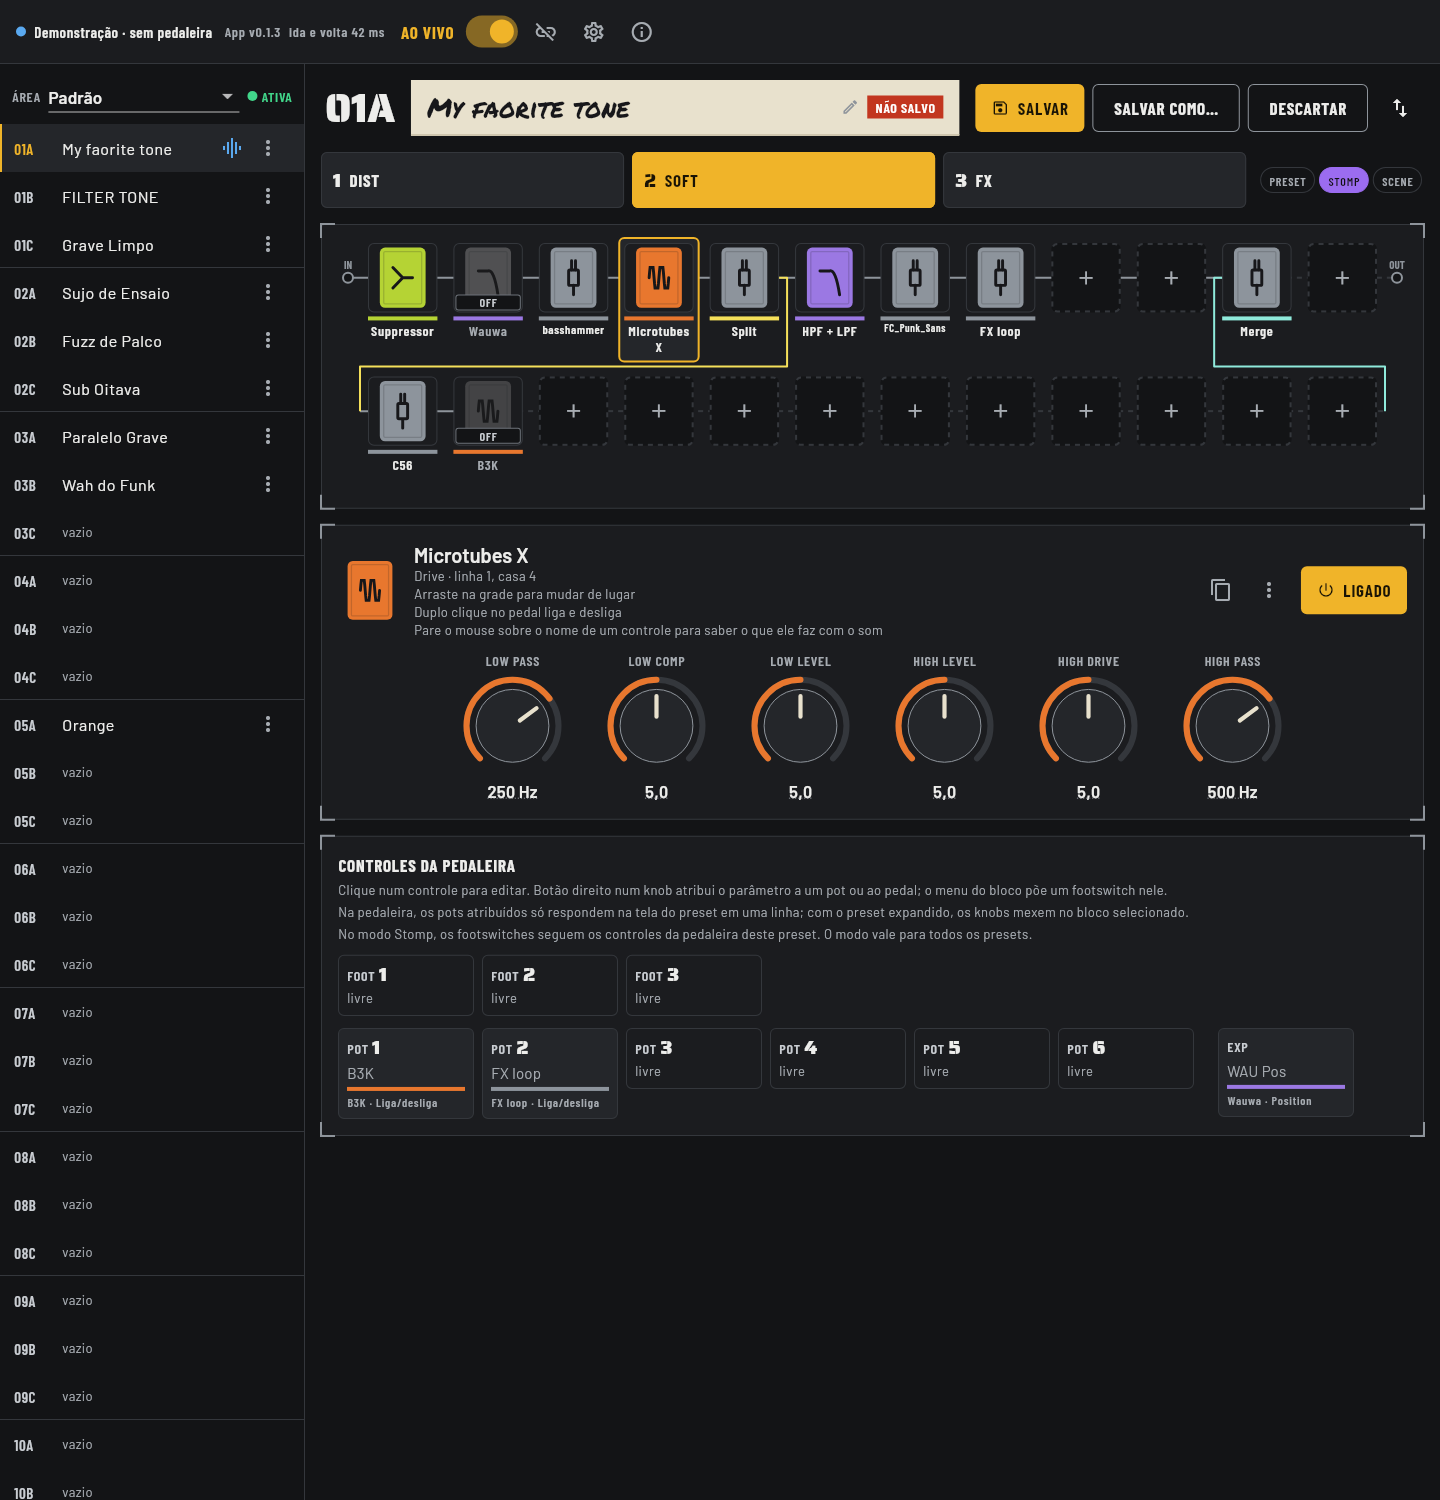 Demonstração · sem pedaleira App v0.1.3 Ida e volta 42 ms AO VIVO
ÁREA Padrão ATIVA
01A My faorite tone
01B FILTER TONE
01C Grave Limpo
02A Sujo de Ensaio
02B Fuzz de Palco
02C Sub Oitava
03A Paralelo Grave
03B Wah do Funk
03C vazio
04A vazio
04B vazio
04C vazio
05A Orange
05B vazio
05C vazio
06A vazio
06B vazio
06C vazio
07A vazio
07B vazio
07C vazio
08A vazio
08B vazio
08C vazio
09A vazio
09B vazio
09C vazio
10A vazio
10B vazio
01A My faorite tone NÃO SALVO SALVAR SALVAR COMO... DESCARTAR
1 DIST 2 SOFT 3 FX PRESET STOMP SCENE
IN OUT
OFF
Suppressor Wauwa basshammer Microtubes X Split HPF + LPF FC_Punk_Sans FX loop Merge
OFF
C56 B3K
Microtubes X
Drive · linha 1, casa 4
Arraste na grade para mudar de lugar
Duplo clique no pedal liga e desliga
Pare o mouse sobre o nome de um controle para saber o que ele faz com o som
LIGADO
LOW PASS LOW COMP LOW LEVEL HIGH LEVEL HIGH DRIVE HIGH PASS
250 Hz 5,0 5,0 5,0 5,0 500 Hz
CONTROLES DA PEDALEIRA
Clique num controle para editar. Botão direito num knob atribui o parâmetro a um pot ou ao pedal; o menu do bloco põe um footswitch nele.
Na pedaleira, os pots atribuídos só respondem na tela do preset em uma linha; com o preset expandido, os knobs mexem no bloco selecionado.
No modo Stomp, os footswitches seguem os controles da pedaleira deste preset. O modo vale para todos os presets.
FOOT 1 FOOT 2 FOOT 3
livre livre livre
POT 1 POT 2 POT 3 POT 4 POT 5 POT 6 EXP
B3K FX loop livre livre livre livre WAU Pos
B3K · Liga/desliga FX loop · Liga/desliga Wauwa · Position